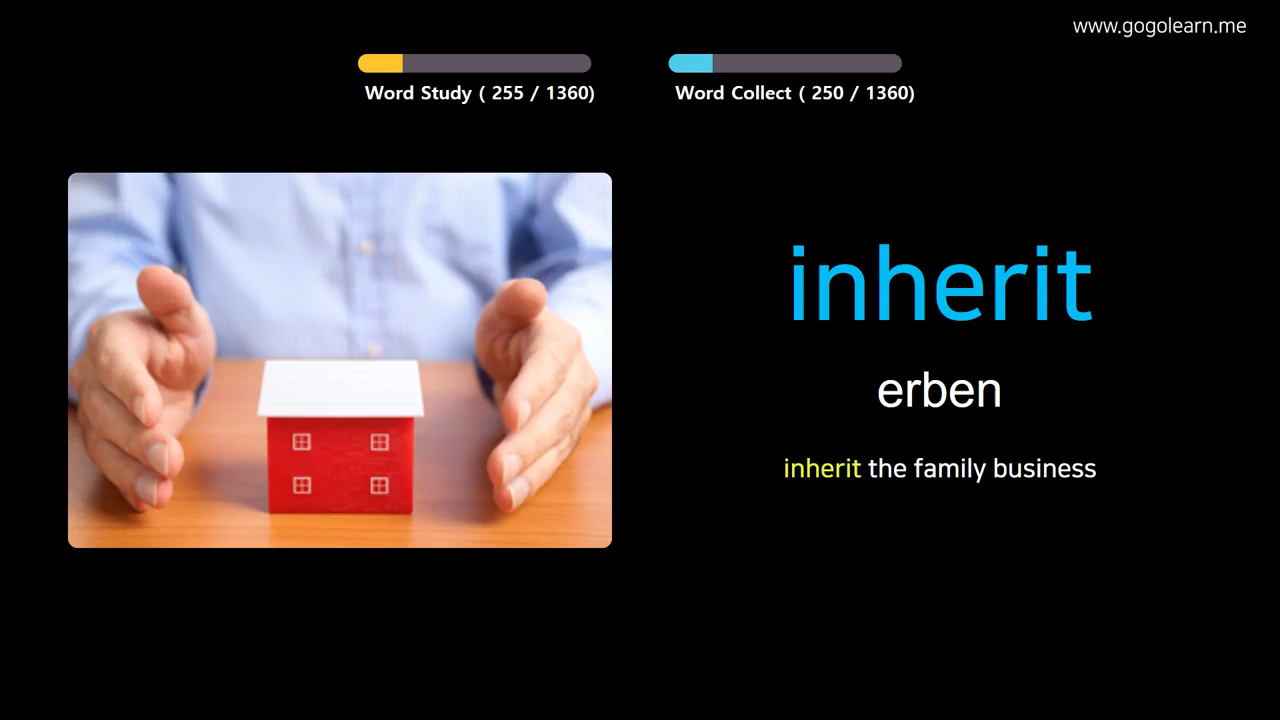 www.gogolearn.me
Word Study ( 255 / 1360)
Word Collect ( 250 / 1360)
inherit
erben
inherit the family business